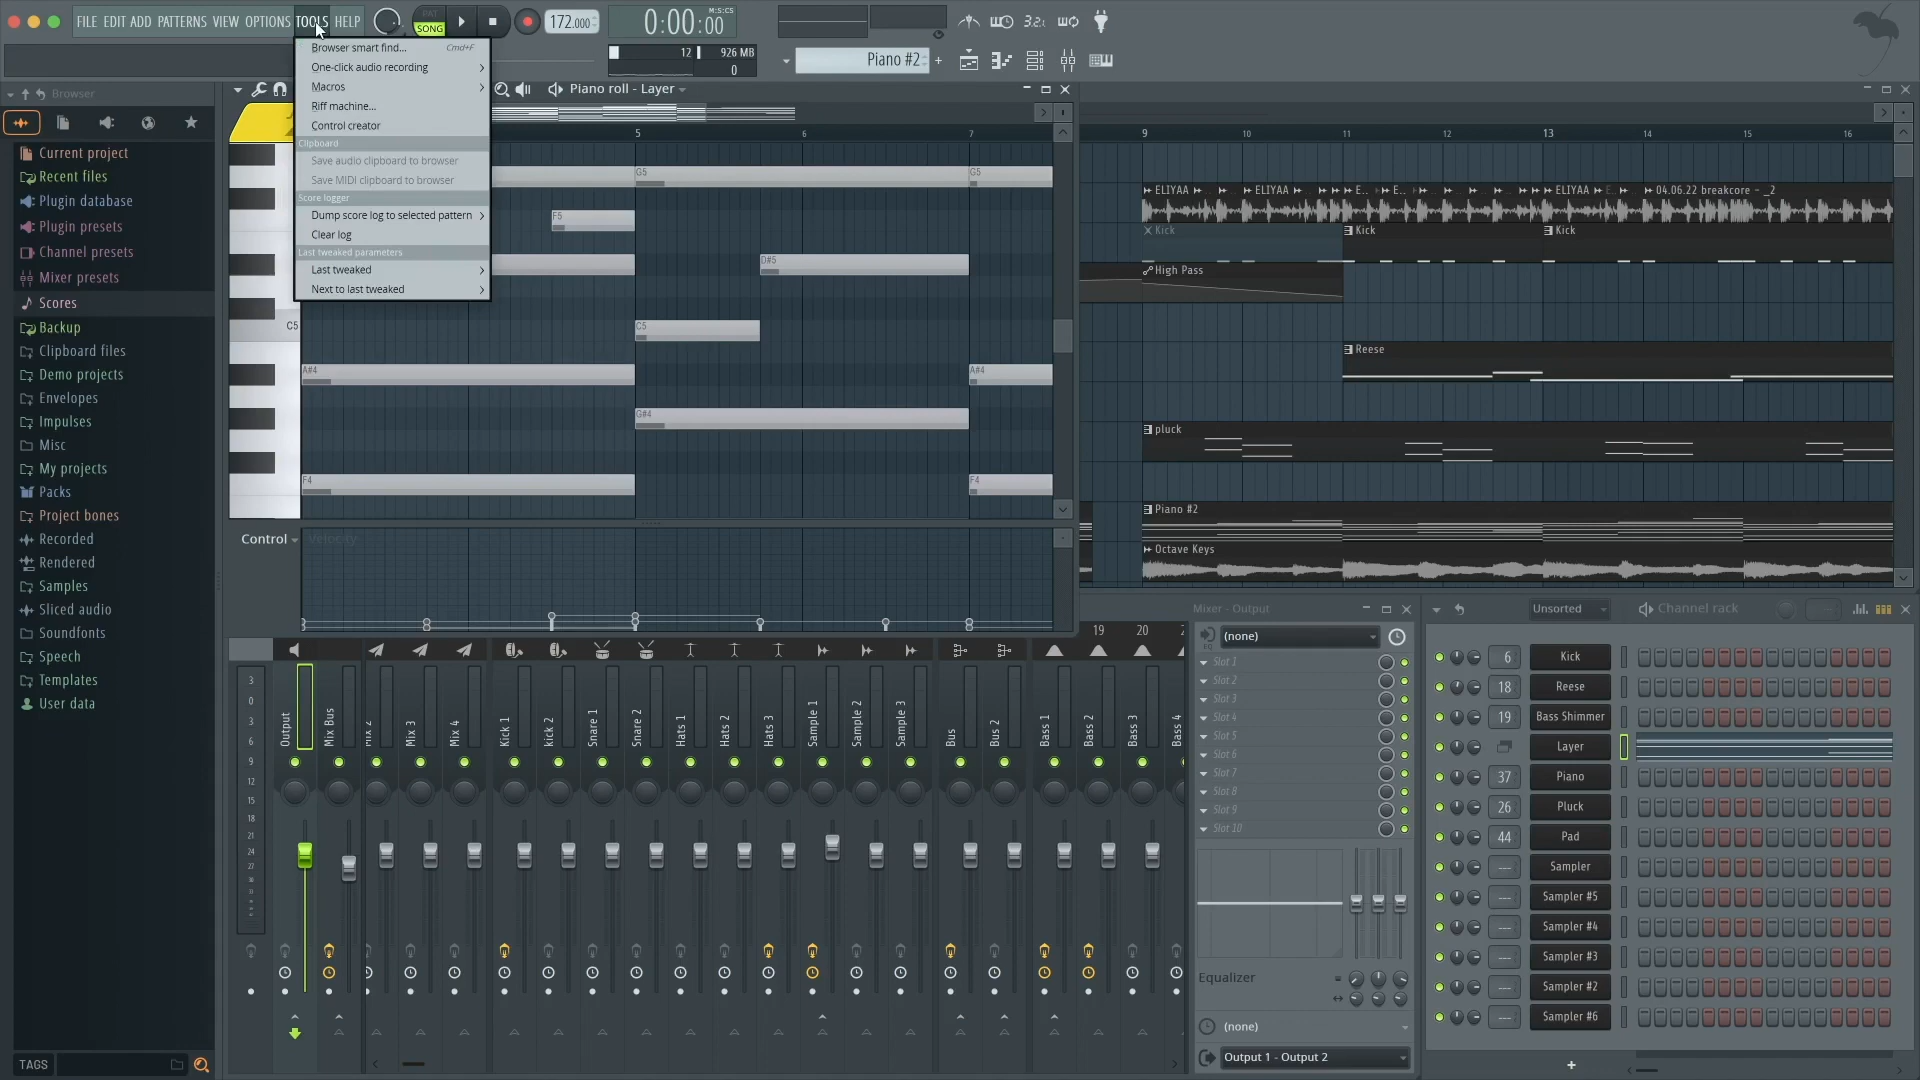 FILE EDIT ADD PATTERNS VIEW OPTIONS TOOLS HELP
PAT
SONG
172.000
0:00:00
M:S:CS
12
926 MB
0
Piano #2
Browser smart find... Cmd+F
One-click audio recording
Macros
Riff machine...
Control creator
Clipboard
Save audio clipboard to browser
Save MIDI clipboard to browser
Score logger
Dump score log to selected pattern
Clear log
Last tweaked parameters
Last tweaked
Next to last tweaked
Browser
Current project
Recent files
Plugin database
Plugin presets
Channel presets
Mixer presets
Scores
Backup
Clipboard files
Demo projects
Envelopes
Impulses
Misc
My projects
Packs
Project bones
Recorded
Rendered
Samples
Sliced audio
Soundfonts
Speech
Templates
User data
TAGS
Piano roll - Layer
5 6 7
G5 G5
F5
D#5
C5 C5
A#4 A#4
G#4
F4 F4
Control Velocity
9 10 11 12 13 14 15 16
ELIYAA ELIYAA E.. E.. ELIYAA E.. 04.06.22 breakcore - _2
Kick Kick Kick
High Pass
Reese
pluck
Piano #2
Octave Keys
19 20
3 0 3 6 9 12 15 18 21 24 27
Output
Mix Bus
Mix 3
Mix 4
Kick 1
kick 2
Snare 1
Snare 2
Hats 1
Hats 2
Hats 3
Sample 1
Sample 2
Sample 3
Bus
Bus 2
Bass 1
Bass 2
Bass 3
Bass 4
Mixer - Output
(none)
Slot 1
Slot 2
Slot 3
Slot 4
Slot 5
Slot 6
Slot 7
Slot 8
Slot 9
Slot 10
Equalizer
(none)
Output 1 - Output 2
Unsorted Channel rack
6 Kick
18 Reese
19 Bass Shimmer
Layer
37 Piano
26 Pluck
44 Pad
--- Sampler
--- Sampler #5
--- Sampler #4
--- Sampler #3
--- Sampler #2
--- Sampler #6